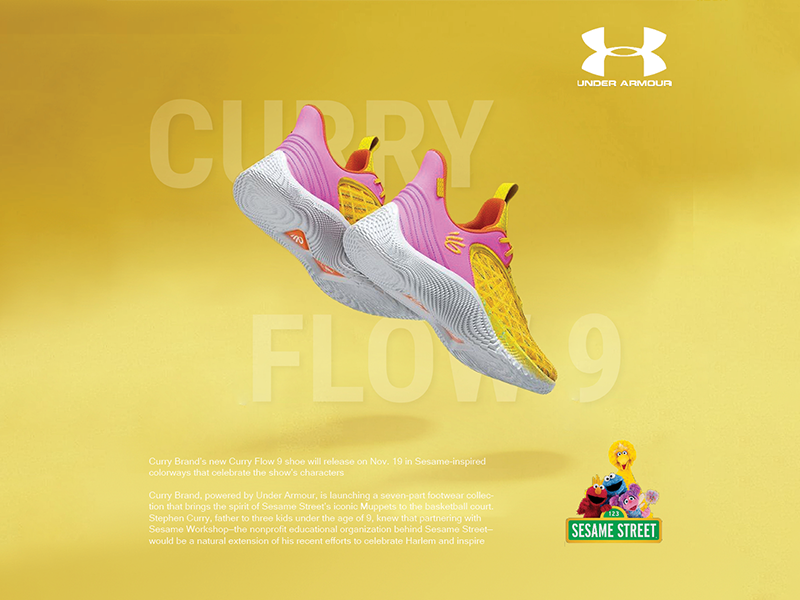 UNDER ARMOUR
CURRY
FLOW 9
Curry Brand's new Curry Flow 9 shoe will release on Nov. 19 in Sesame-inspired
colorways that celebrate the show's characters
Curry Brand, powered by Under Armour, is launching a seven-part footwear collec-
tion that brings the spirit of Sesame Street's iconic Muppets to the basketball court.
Stephen Curry, father to three kids under the age of 9, knew that partnering with
Sesame Workshop–the nonprofit educational organization behind Sesame Street–
would be a natural extension of his recent efforts to celebrate Harlem and inspire
123
SESAME STREET